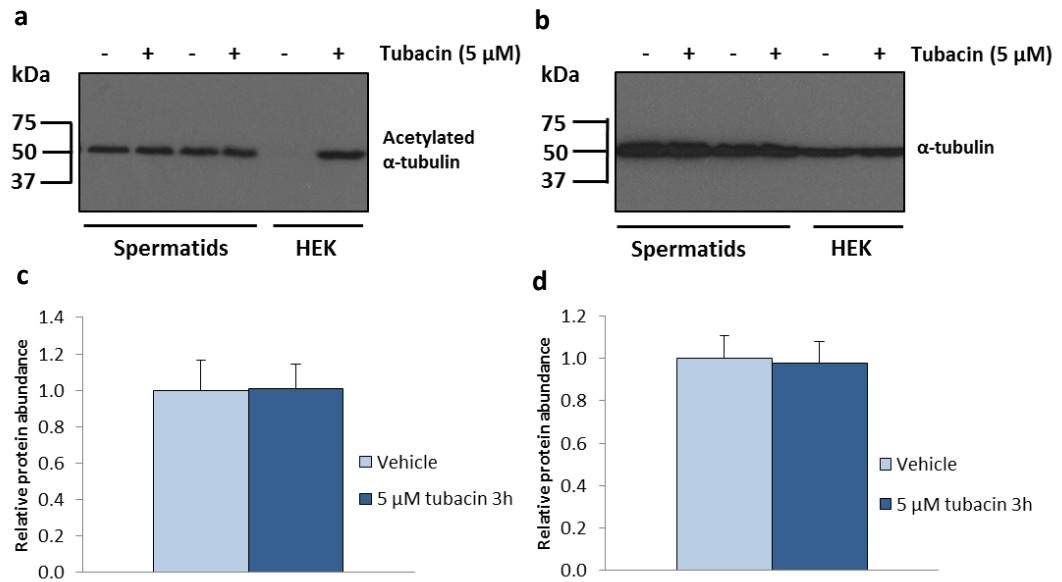 a
- + - + - + Tubacin (5 µM)
kDa
75
50
37
Acetylated
α-tubulin
Spermatids HEK
b
- + - + - + Tubacin (5 µM)
kDa
75
50
37
α-tubulin
Spermatids HEK
c
Relative protein abundance
1.4
1.2
1.0
0.8
0.6
0.4
0.2
0.0
Vehicle
5 µM tubacin 3h
d
Relative protein abundance
1.2
1.0
0.8
0.6
0.4
0.2
0.0
Vehicle
5 µM tubacin 3h